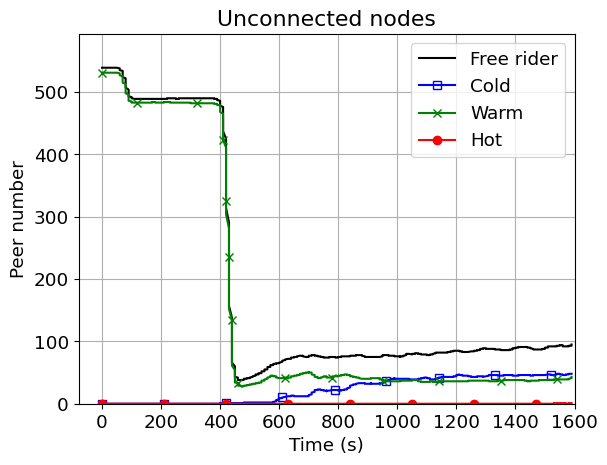 Unconnected nodes
Free rider
Cold
Warm
Hot
Peer number
500
400
300
200
100
0
0 200 400 600 800 1000 1200 1400 1600
Time (s)